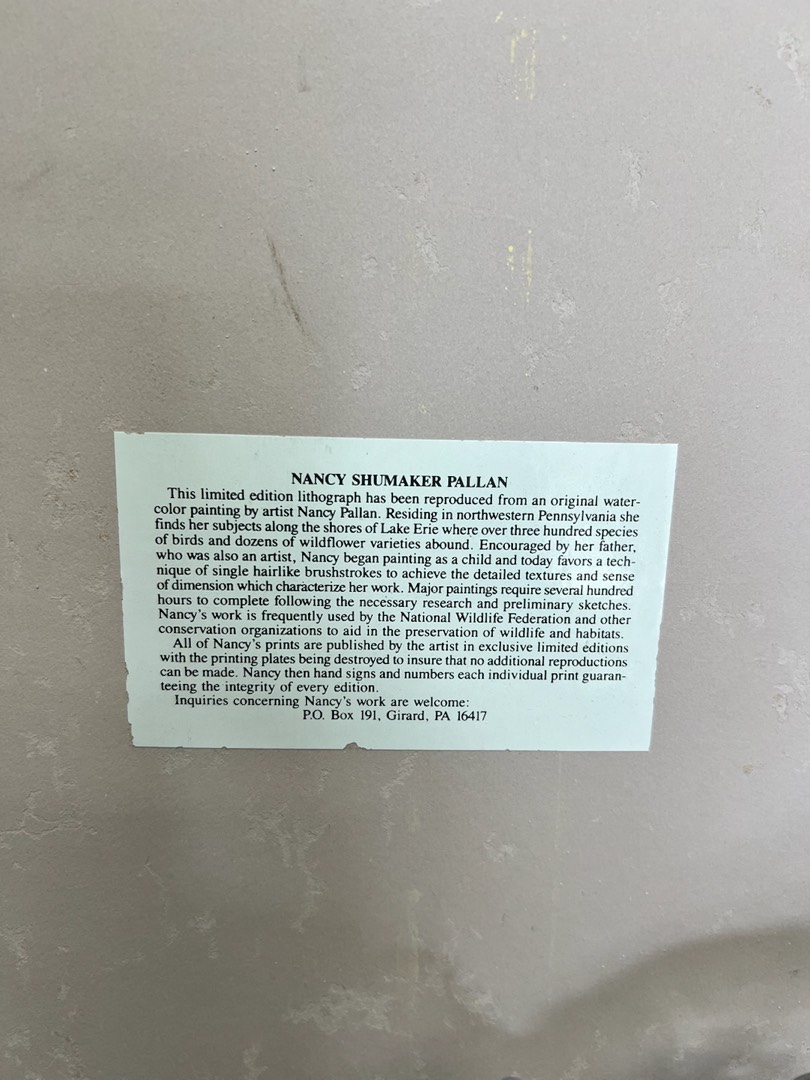 NANCY SHUMAKER PALLAN
This limited edition lithograph has been reproduced from an original water-
color painting by artist Nancy Pallan. Residing in northwestern Pennsylvania she
finds her subjects along the shores of Lake Erie where over three hundred species
of birds and dozens of wildflower varieties abound. Encouraged by her father,
who was also an artist, Nancy began painting as a child and today favors a tech-
nique of single hairlike brushstrokes to achieve the detailed textures and sense
of dimension which characterize her work. Major paintings require several hundred
hours to complete following the necessary research and preliminary sketches.
Nancy's work is frequently used by the National Wildlife Federation and other
conservation organizations to aid in the preservation of wildlife and habitats.
All of Nancy's prints are published by the artist in exclusive limited editions
with the printing plates being destroyed to insure that no additional reproductions
can be made. Nancy then hand signs and numbers each individual print guaran-
teeing the integrity of every edition.
Inquiries concerning Nancy's work are welcome:
P.O. Box 191, Girard, PA 16417